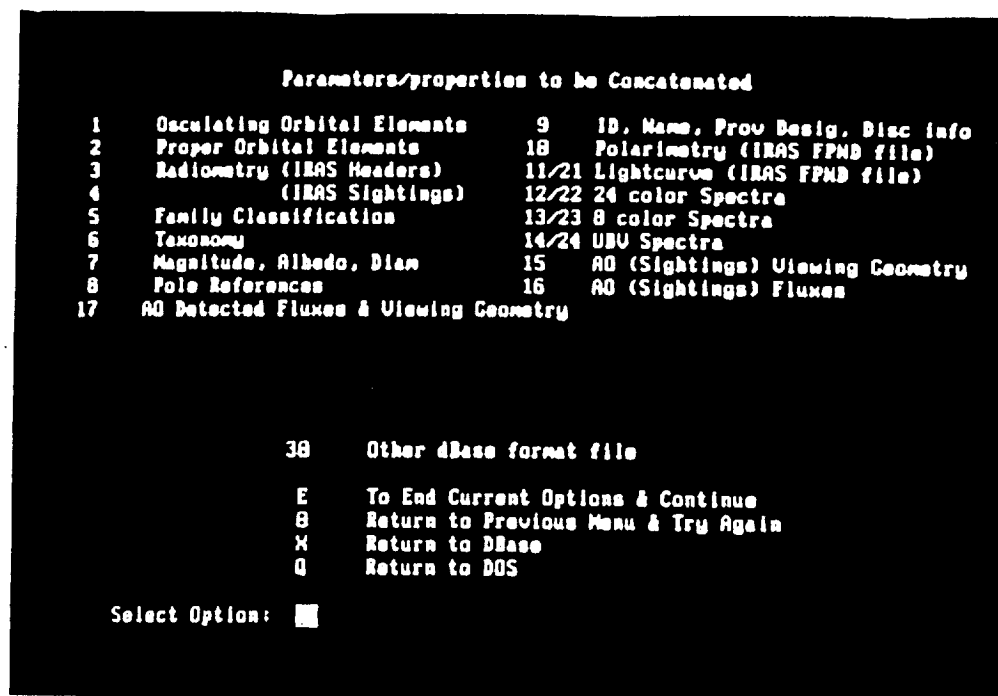 Parameters/properties to be Concatenated
1 Osculating Orbital Elements 9 ID, Name, Prov Desig, Disc info
2 Proper Orbital Elements 10 Polarimetry (IRAS FPND file)
3 Radiometry (IRAS Headers) 11/21 Lightcurve (IRAS FPND file)
4 (IRAS Sightings) 12/22 24 color Spectra
5 Family Classification 13/23 8 color Spectra
6 Taxonomy 14/24 UBV Spectra
7 Magnitude, Albedo, Diam 15 AO (Sightings) Viewing Geometry
8 Pole References 16 AO (Sightings) Fluxes
17 AO Detected Fluxes & Viewing Geometry
30 Other dBase format file
E To End Current Options & Continue
0 Return to Previous Menu & Try Again
X Return to DBase
Q Return to DOS
Select Option: